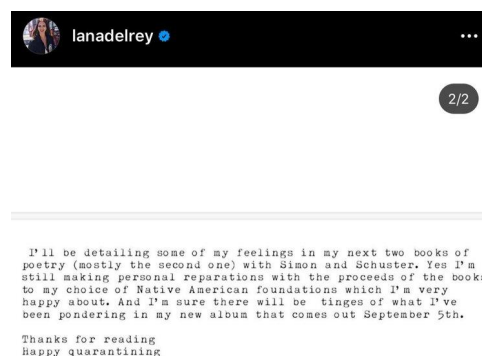 lanadelrey
2/2
I'll be detailing some of my feelings in my next two books of
poetry (mostly the second one) with Simon and Schuster. Yes I'm
still making personal reparations with the proceeds of the books
to my choice of Native American foundations which I'm very
happy about. And I'm sure there will be tinges of what I've
been pondering in my new album that comes out September 5th.
Thanks for reading
Happy quarantining